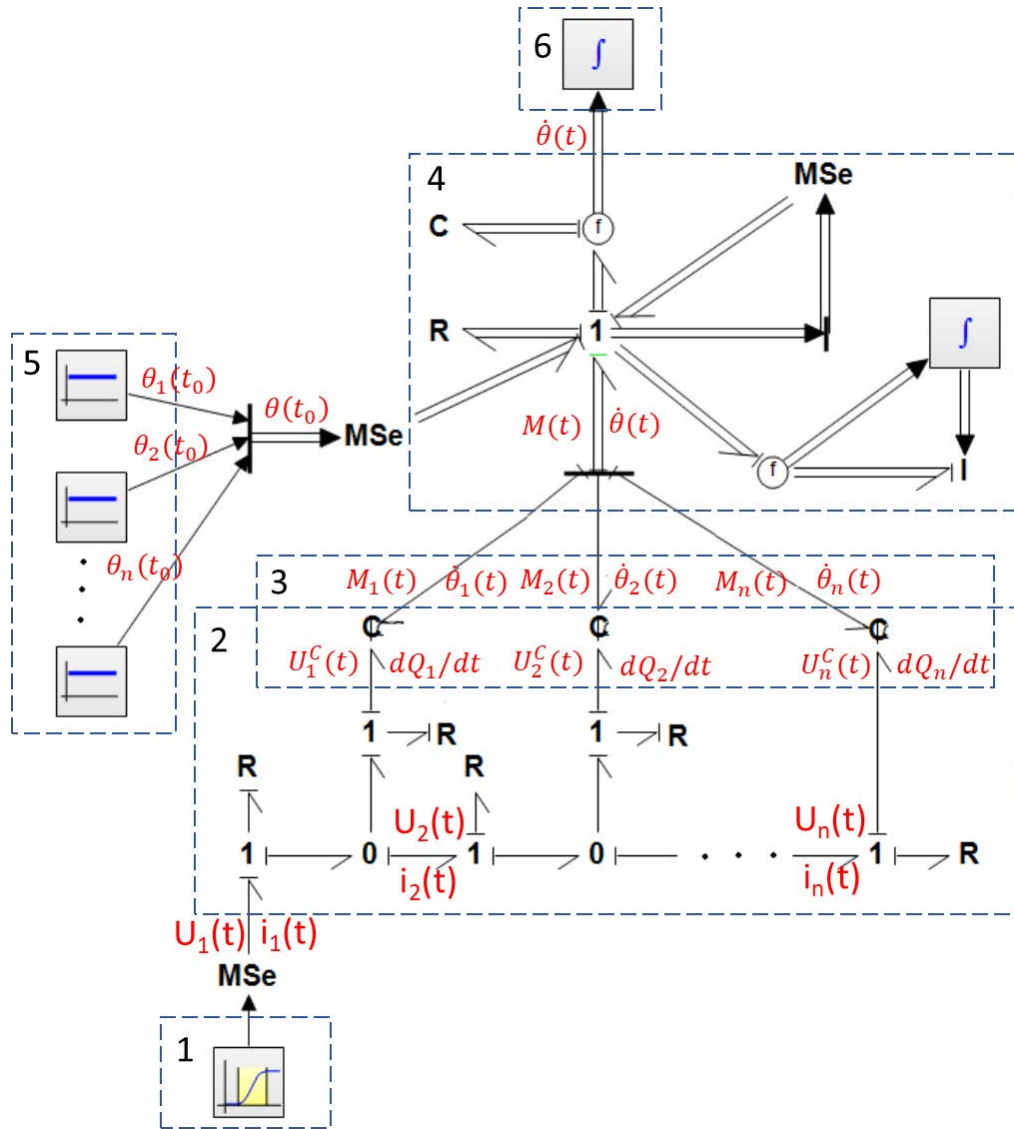 6
∫
θ̇(t)
4
MSe
C
f
R
1
∫
5
θ₁(t₀)
θ(t₀)
MSe
θ₂(t₀)
M(t) θ̇(t)
f
I
θₙ(t₀)
3
M₁(t) θ̇₁(t) M₂(t) θ̇₂(t) Mₙ(t) θ̇ₙ(t)
2
C C C
U₁ᶜ(t) dQ₁/dt U₂ᶜ(t) dQ₂/dt Uₙᶜ(t) dQₙ/dt
1 R 1 R
R R
U₂(t) Uₙ(t)
1 0 1 0 . . . 1 R
i₂(t) iₙ(t)
U₁(t) i₁(t)
MSe
1